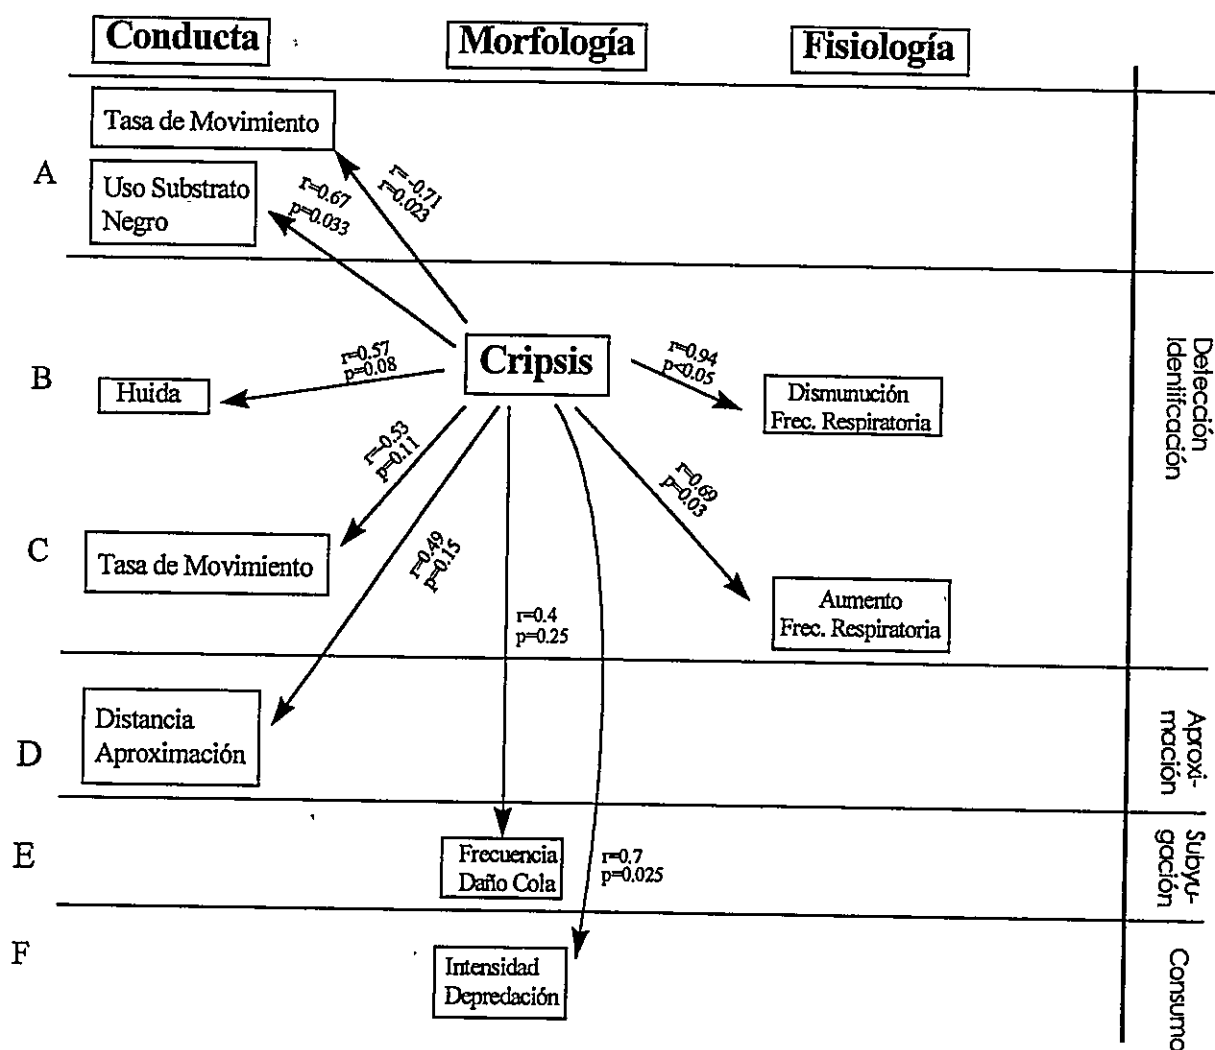 Conducta
Morfología
Fisiología
A
Tasa de Movimiento
Uso Substrato
Negro
r=-0.71
r=0.023
r=0.67
p=0.033
B
Huida
r=0.57
p=0.08
Cripsis
r=0.94
p<0.05
Dismunución
Frec. Respiratoria
Detección
Identifcación
C
Tasa de Movimiento
r=-0.53
p=0.11
r=0.49
p=0.15
r=0.4
p=0.25
r=0.69
p=0.03
Aumento
Frec. Respiratoria
D
Distancia
Aproximación
Aproxi-
mación
E
Frecuencia
Daño Cola
r=0.7
p=0.025
Subyu-
gación
F
Intensidad
Depredación
Consumo